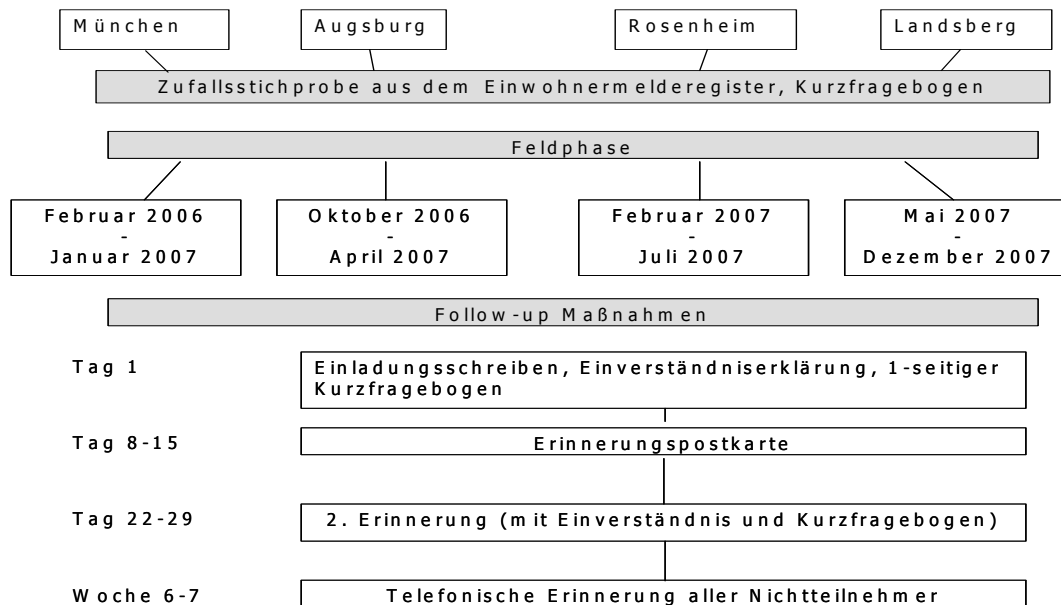 München
Augsburg
Rosenheim
Landsberg
Zufallsstichprobe aus dem Einwohnermelderegister, Kurzfragebogen
Feldphase
Februar 2006
-
Januar 2007
Oktober 2006
-
April 2007
Februar 2007
-
Juli 2007
Mai 2007
-
Dezember 2007
Follow-up Maßnahmen
Tag 1
Einladungsschreiben, Einverständniserklärung, 1-seitiger
Kurzfragebogen
Tag 8-15
Erinnerungspostkarte
Tag 22-29
2. Erinnerung (mit Einverständnis und Kurzfragebogen)
Woche 6-7
Telefonische Erinnerung aller Nichtteilnehmer